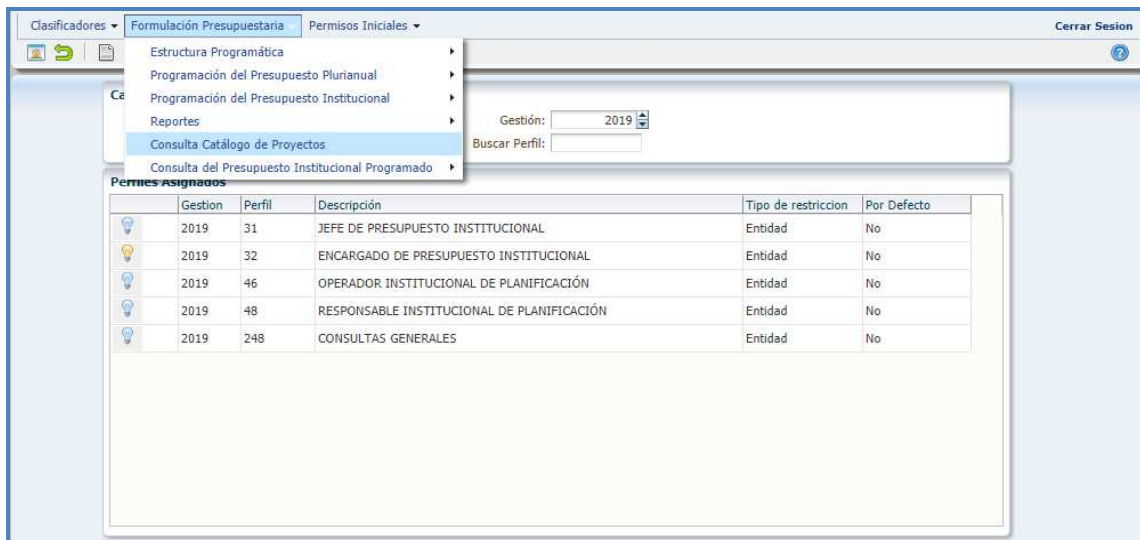 Clasificadores Formulación Presupuestaria Permisos Iniciales Cerrar Sesion
Estructura Programática
Programación del Presupuesto Plurianual
Ca
Programación del Presupuesto Institucional
Reportes
Gestión: 2019
Consulta Catálogo de Proyectos
Buscar Perfil:
Consulta del Presupuesto Institucional Programado
Perfiles Asignados
Gestion Perfil Descripción Tipo de restriccion Por Defecto
2019 31 JEFE DE PRESUPUESTO INSTITUCIONAL Entidad No
2019 32 ENCARGADO DE PRESUPUESTO INSTITUCIONAL Entidad No
2019 46 OPERADOR INSTITUCIONAL DE PLANIFICACIÓN Entidad No
2019 48 RESPONSABLE INSTITUCIONAL DE PLANIFICACIÓN Entidad No
2019 248 CONSULTAS GENERALES Entidad No